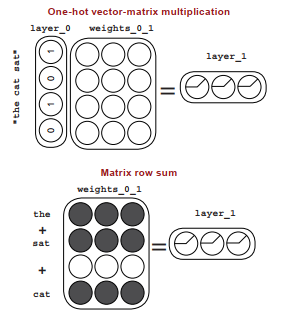 One-hot vector-matrix multiplication
layer_0
weights_0_1
"the cat sat"
1
0
1
0
=
layer_1
Matrix row sum
weights_0_1
the
+
sat
+
cat
=
layer_1